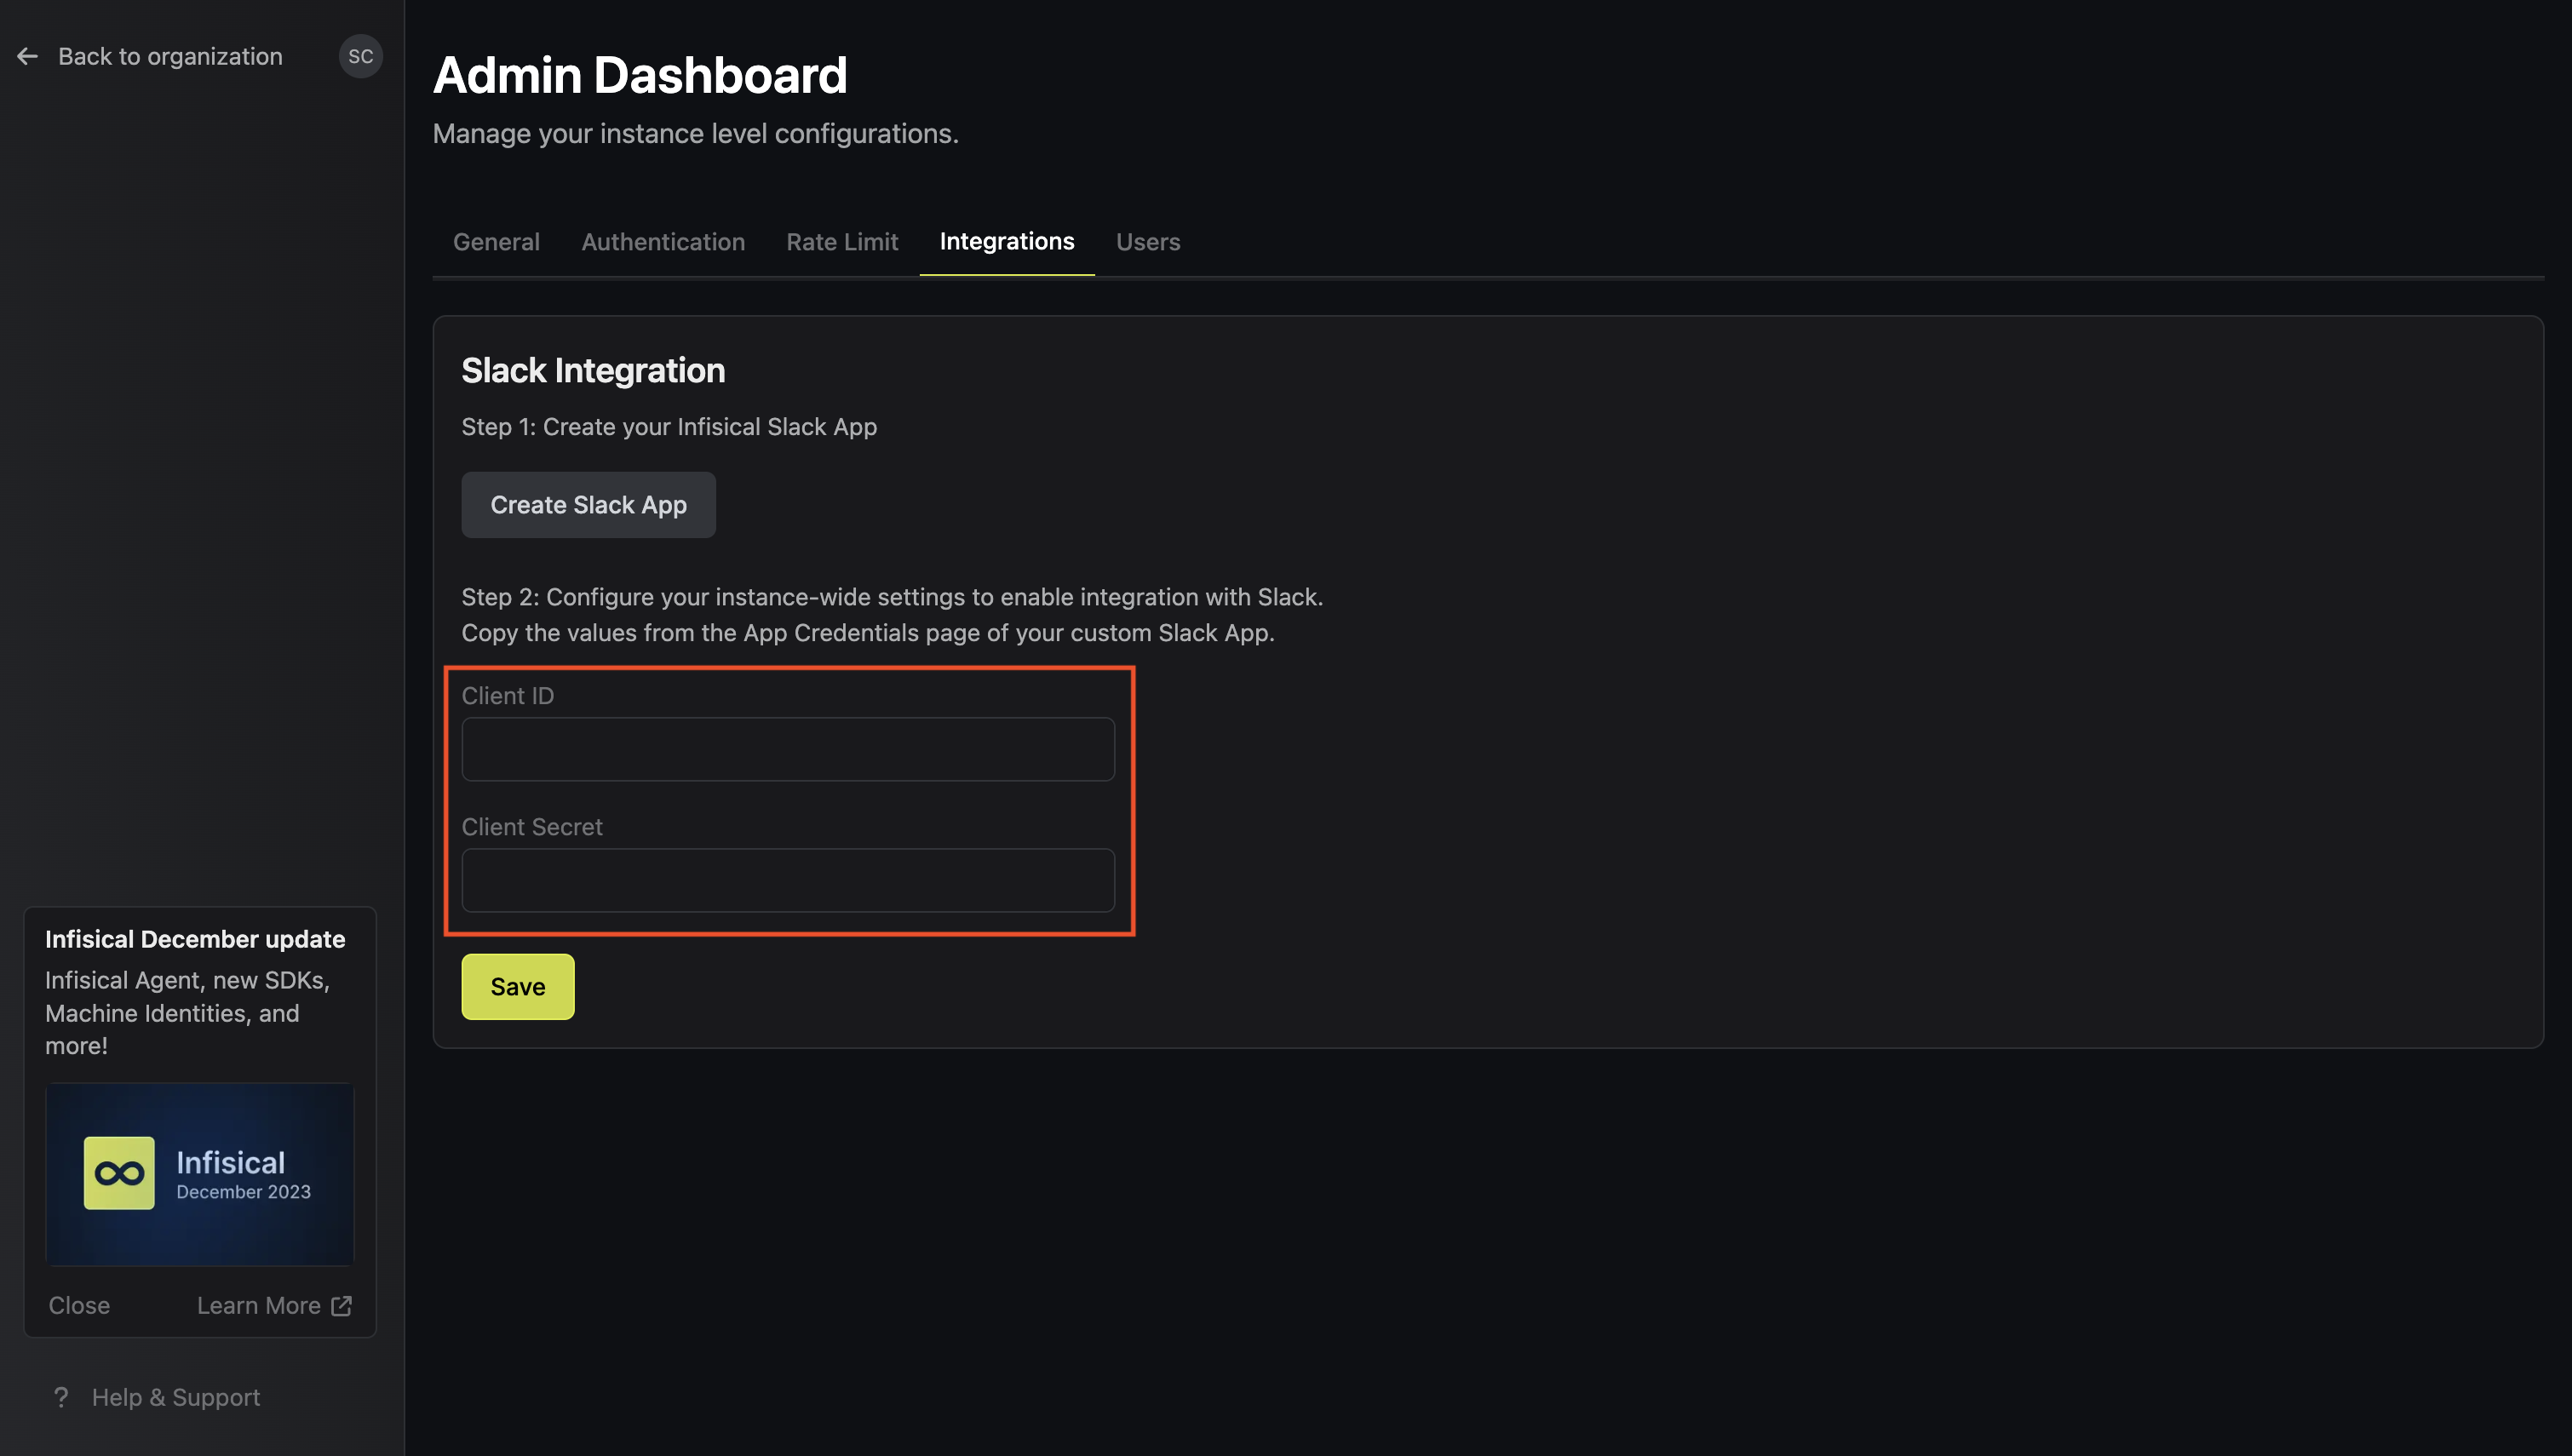 Back to organization
SC
Admin Dashboard
Manage your instance level configurations.
General
Authentication
Rate Limit
Integrations
Users
Slack Integration
Step 1: Create your Infisical Slack App
Create Slack App
Step 2: Configure your instance-wide settings to enable integration with Slack.
Copy the values from the App Credentials page of your custom Slack App.
Client ID
Client Secret
Save
Infisical December update
Infisical Agent, new SDKs,
Machine Identities, and
more!
Infisical
December 2023
Close
Learn More
? Help & Support